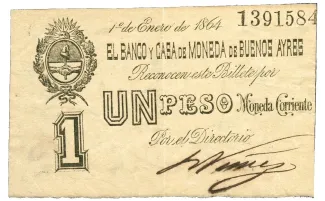 1º de Enero de 1864
1391584
EL BANCO Y CASA DE MONEDA DE BUENOS AYRES
Reconocen este Billete por
UN PESO Moneda Corriente
1
Por el Directorio